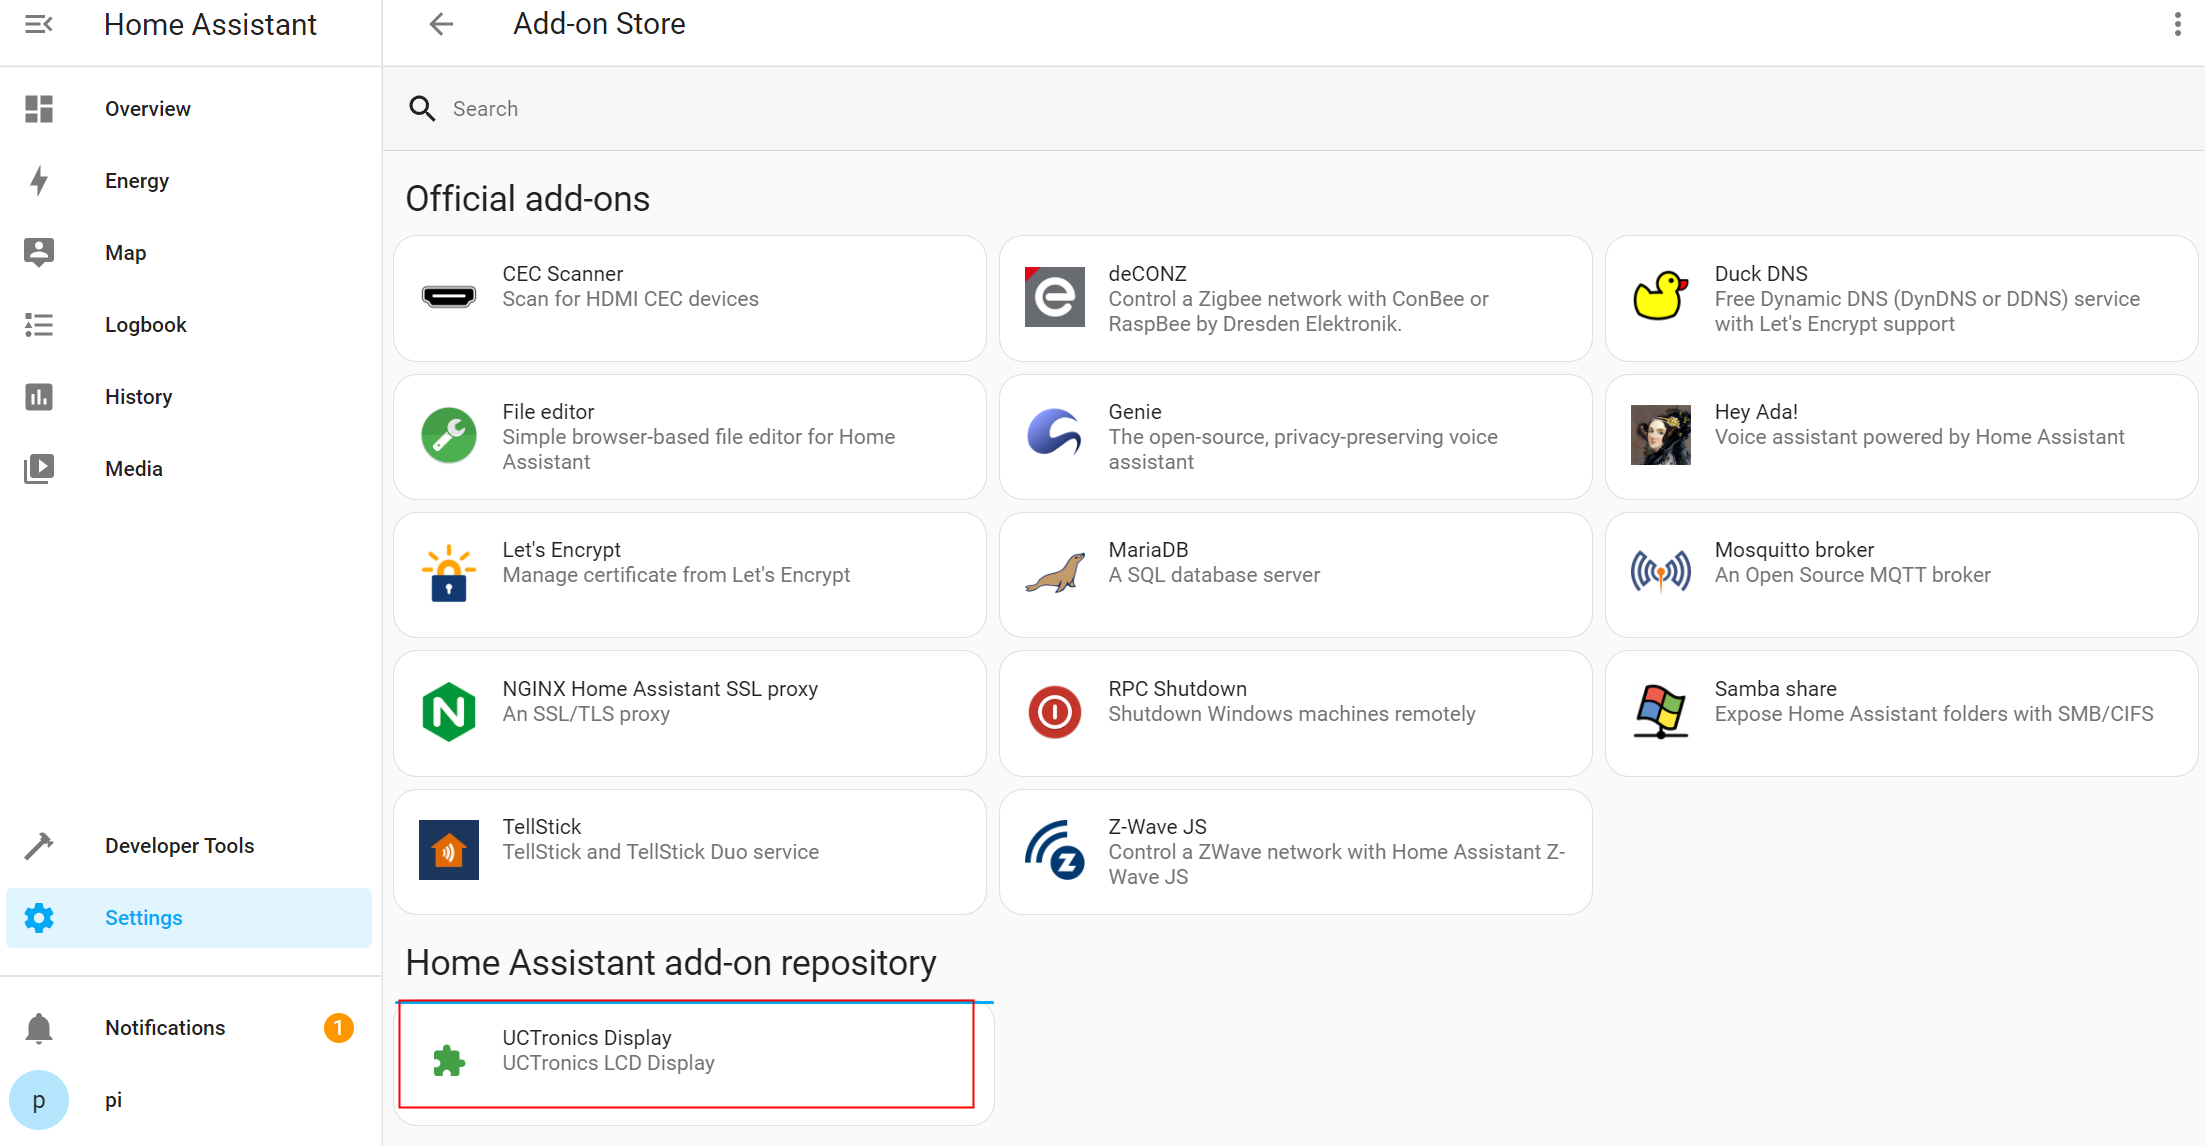 Home Assistant
Add-on Store
Overview
Energy
Map
Logbook
History
Media
Developer Tools
Settings
Notifications
1
p
pi
Search
Official add-ons
CEC Scanner
Scan for HDMI CEC devices
deCONZ
Control a Zigbee network with ConBee or
RaspBee by Dresden Elektronik.
Duck DNS
Free Dynamic DNS (DynDNS or DDNS) service
with Let's Encrypt support
File editor
Simple browser-based file editor for Home
Assistant
Genie
The open-source, privacy-preserving voice
assistant
Hey Ada!
Voice assistant powered by Home Assistant
Let's Encrypt
Manage certificate from Let's Encrypt
MariaDB
A SQL database server
Mosquitto broker
An Open Source MQTT broker
NGINX Home Assistant SSL proxy
An SSL/TLS proxy
RPC Shutdown
Shutdown Windows machines remotely
Samba share
Expose Home Assistant folders with SMB/CIFS
TellStick
TellStick and TellStick Duo service
Z-Wave JS
Control a ZWave network with Home Assistant Z-
Wave JS
Home Assistant add-on repository
UCTronics Display
UCTronics LCD Display